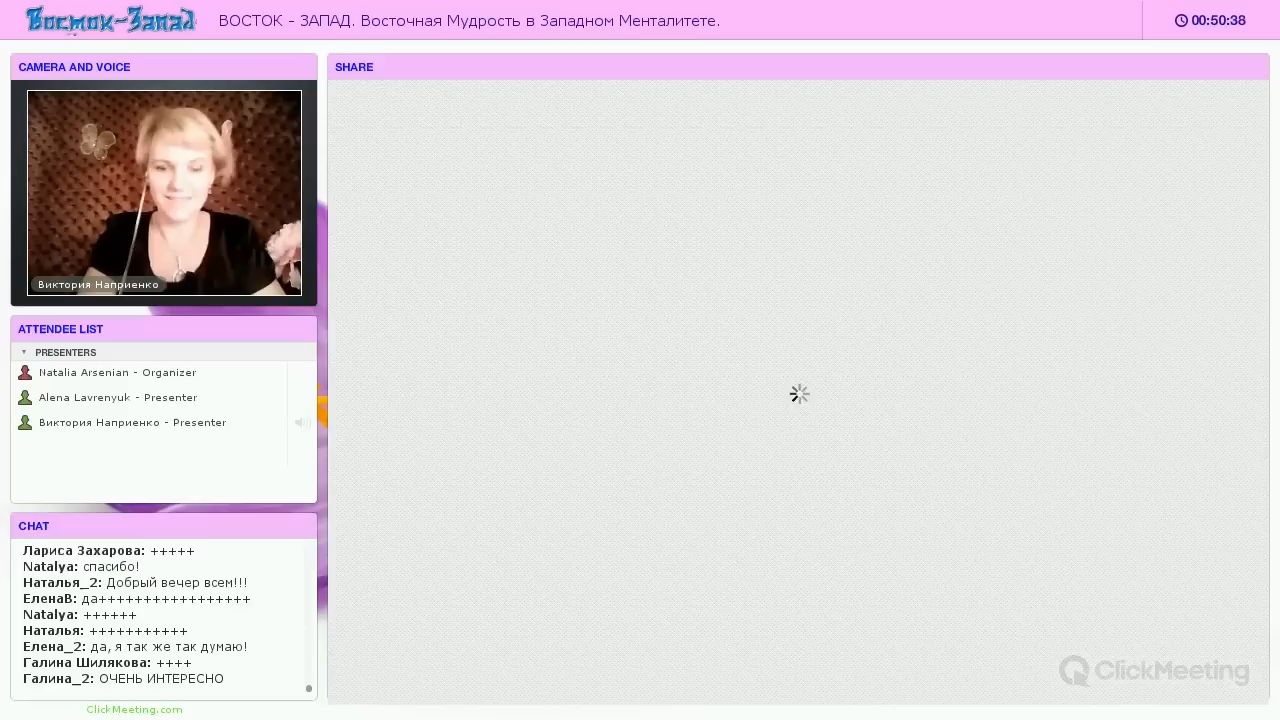 Восток-Запад
ВОСТОК - ЗАПАД. Восточная Мудрость в Западном Менталитете.
00:50:38
CAMERA AND VOICE
SHARE
Виктория Наприенко
ATTENDEE LIST
PRESENTERS
Natalia Arsenian - Organizer
Alena Lavrenyuk - Presenter
Виктория Наприенко - Presenter
CHAT
Лариса Захарова: +++++
Natalya: спасибо!
Наталья_2: Добрый вечер всем!!!
ЕленаВ: да+++++++++++++++++
Natalya: ++++++
Наталья: +++++++++++
Елена_2: да, я так же так думаю!
Галина Шилякова: ++++
Галина_2: ОЧЕНЬ ИНТЕРЕСНО
ClickMeeting
ClickMeeting.com